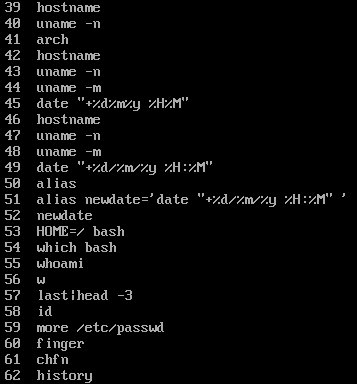 39 hostname
40 uname -n
41 arch
42 hostname
43 uname -n
44 uname -m
45 date "+%d%m%y %H%M"
46 hostname
47 uname -n
48 uname -m
49 date "+%d/%m/%y %H:%M"
50 alias
51 alias newdate='date "+%d/%m/%y %H:%M" '
52 newdate
53 HOME=/ bash
54 which bash
55 whoami
56 w
57 last|head -3
58 id
59 more /etc/passwd
60 finger
61 chfn
62 history